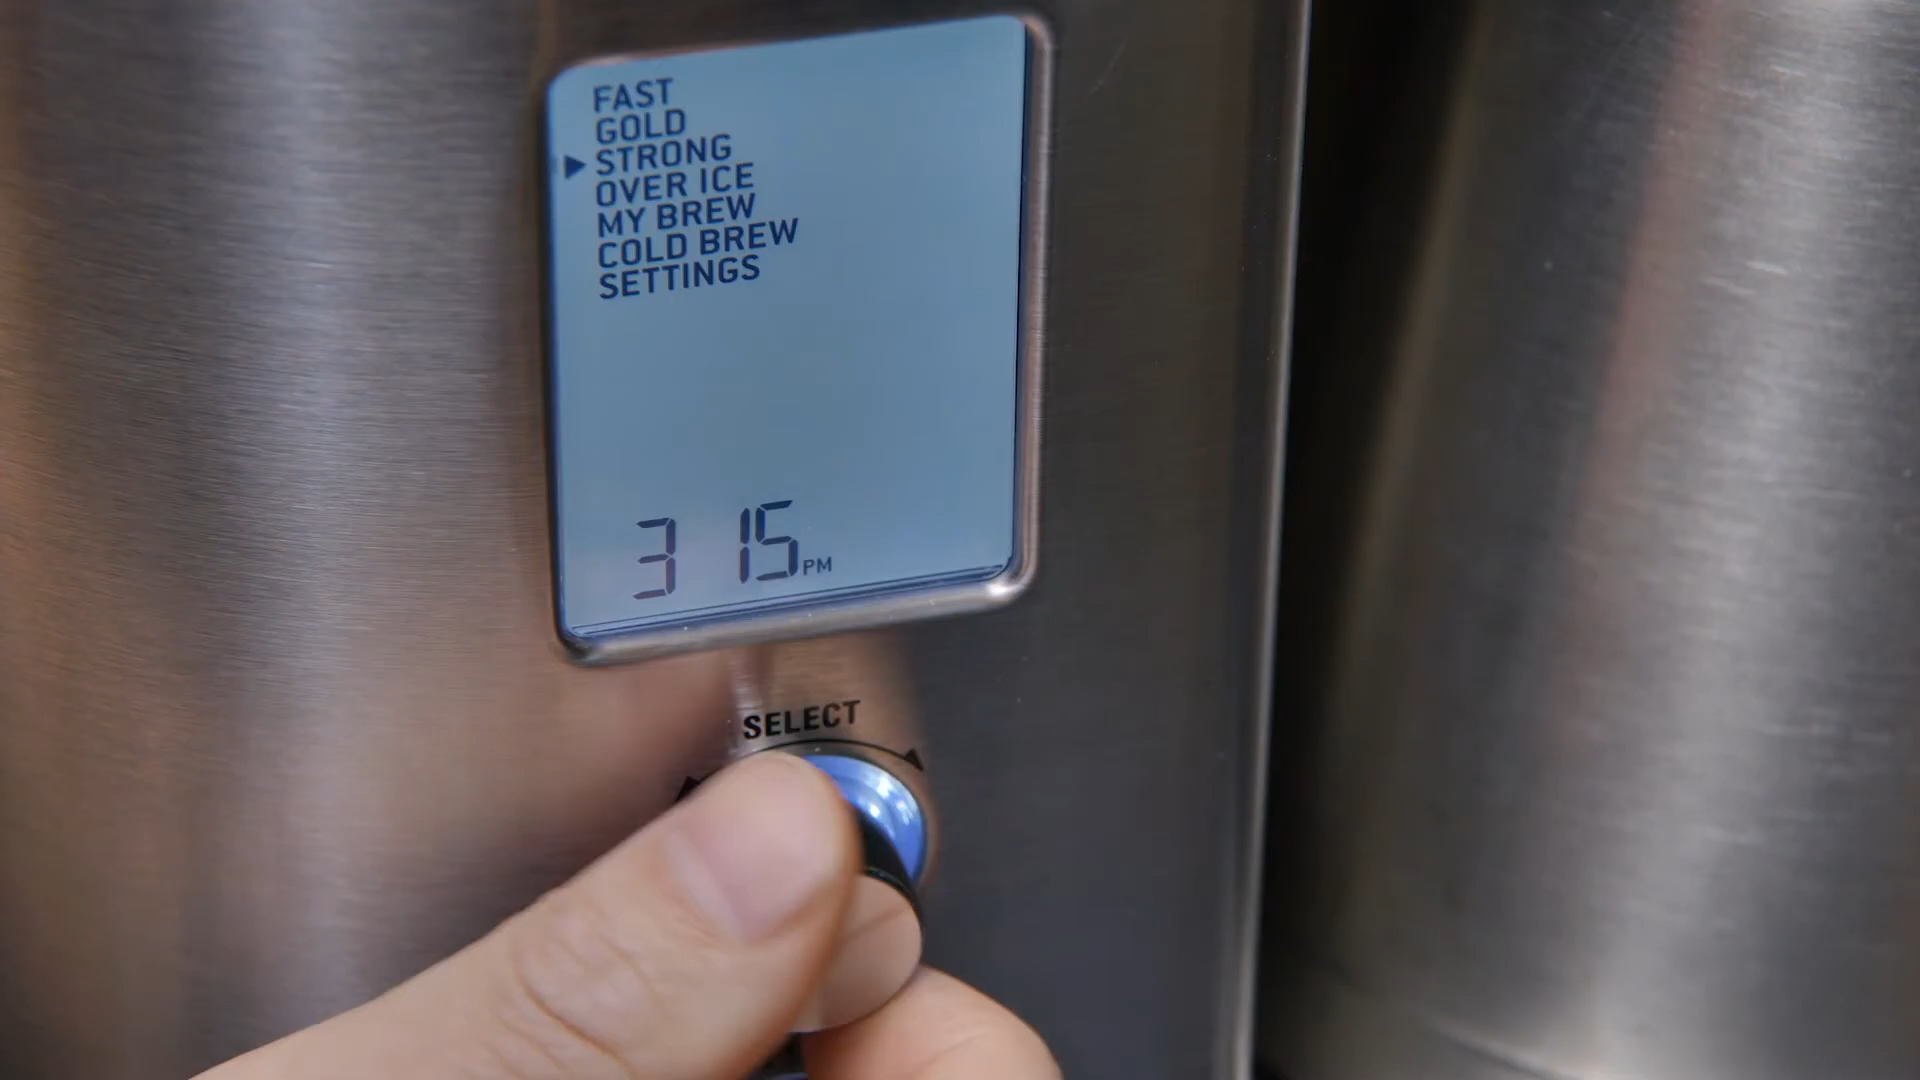 FAST
GOLD
STRONG
OVER ICE
MY BREW
COLD BREW
SETTINGS
3 15 PM
SELECT